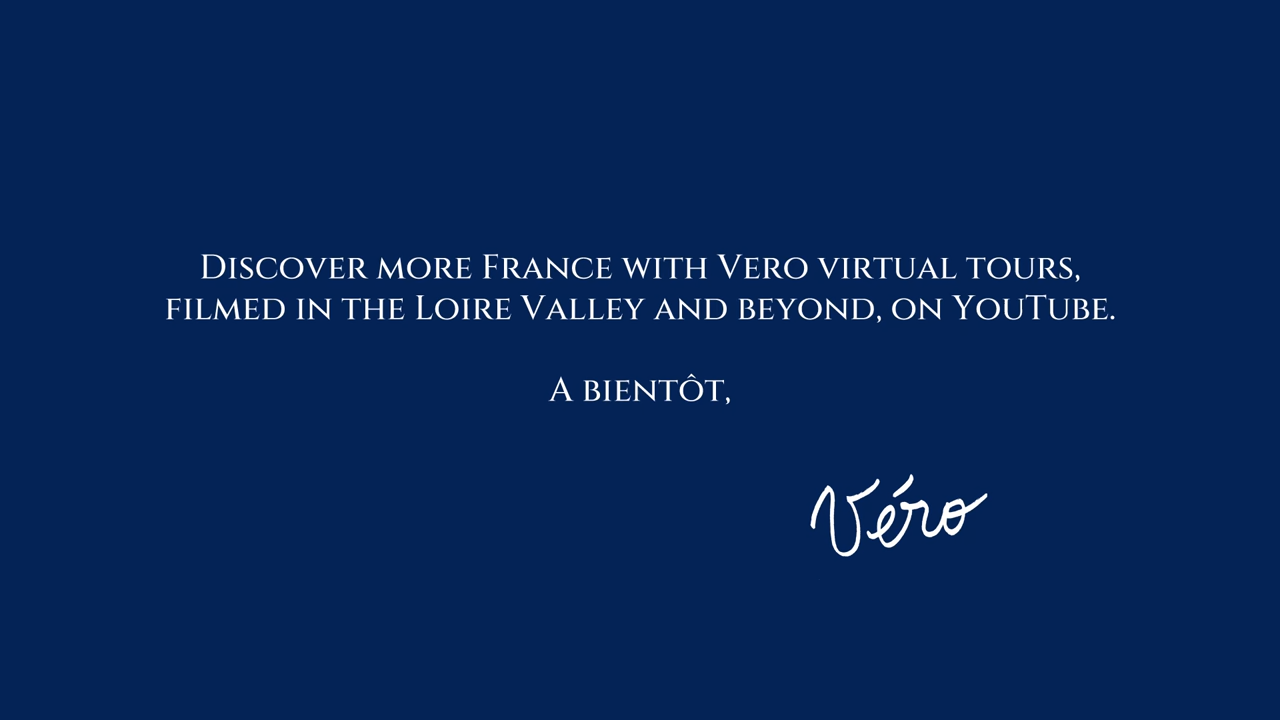 Discover more France with Vero virtual tours,
filmed in the Loire Valley and beyond, on YouTube.
A bientôt,
Véro